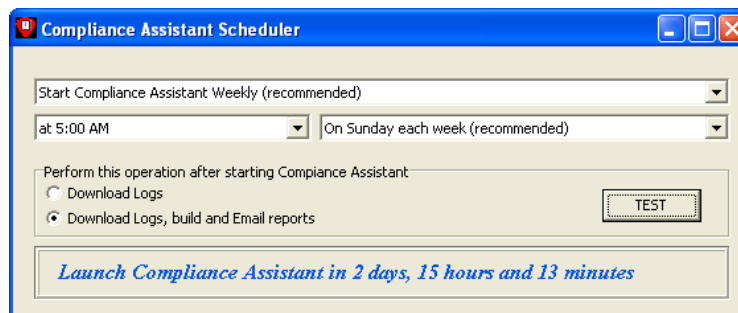 Compliance Assistant Scheduler
Start Compliance Assistant Weekly (recommended)
at 5:00 AM On Sunday each week (recommended)
Perform this operation after starting Compiance Assistant
Download Logs
Download Logs, build and Email reports
TEST
Launch Compliance Assistant in 2 days, 15 hours and 13 minutes